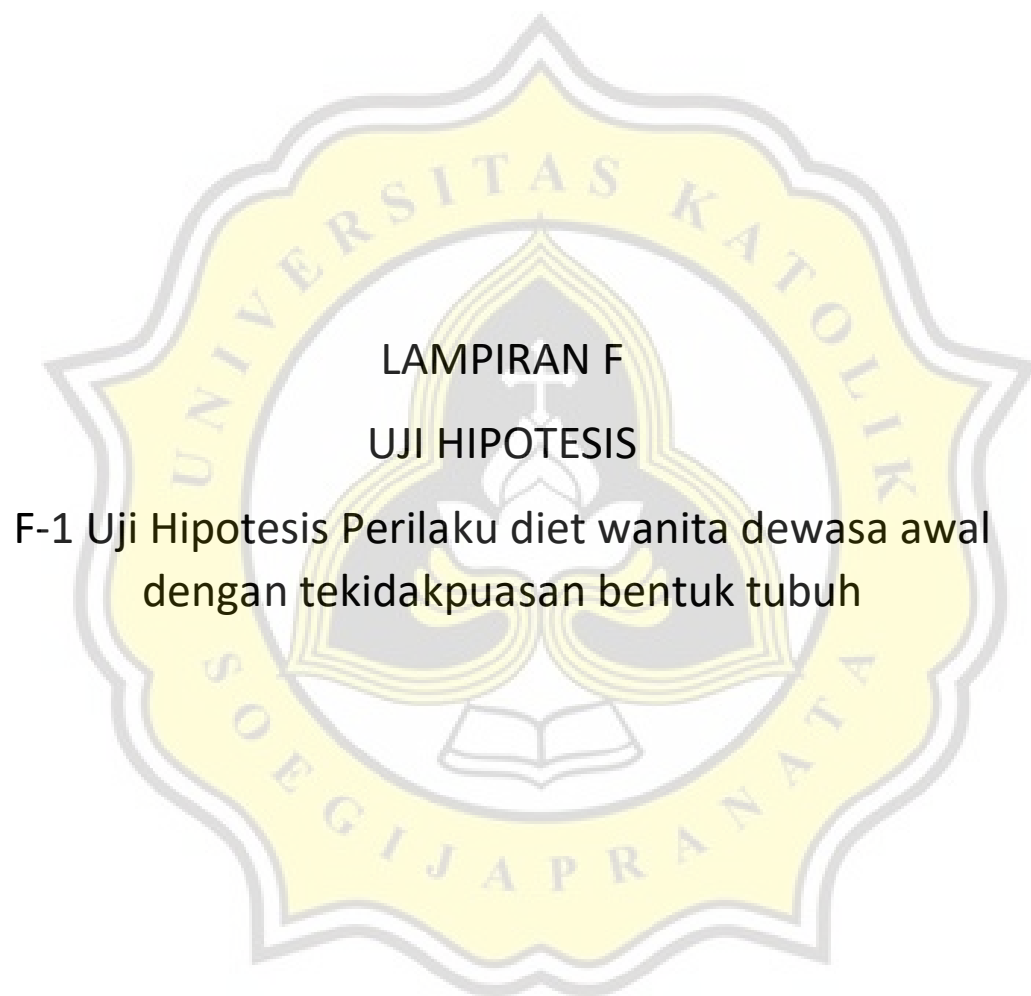 UNIVERSITAS KATOLIK
LAMPIRAN F
UJI HIPOTESIS
F-1 Uji Hipotesis Perilaku diet wanita dewasa awal
dengan tekidakpuasan bentuk tubuh
SOEGIJAPRANATA